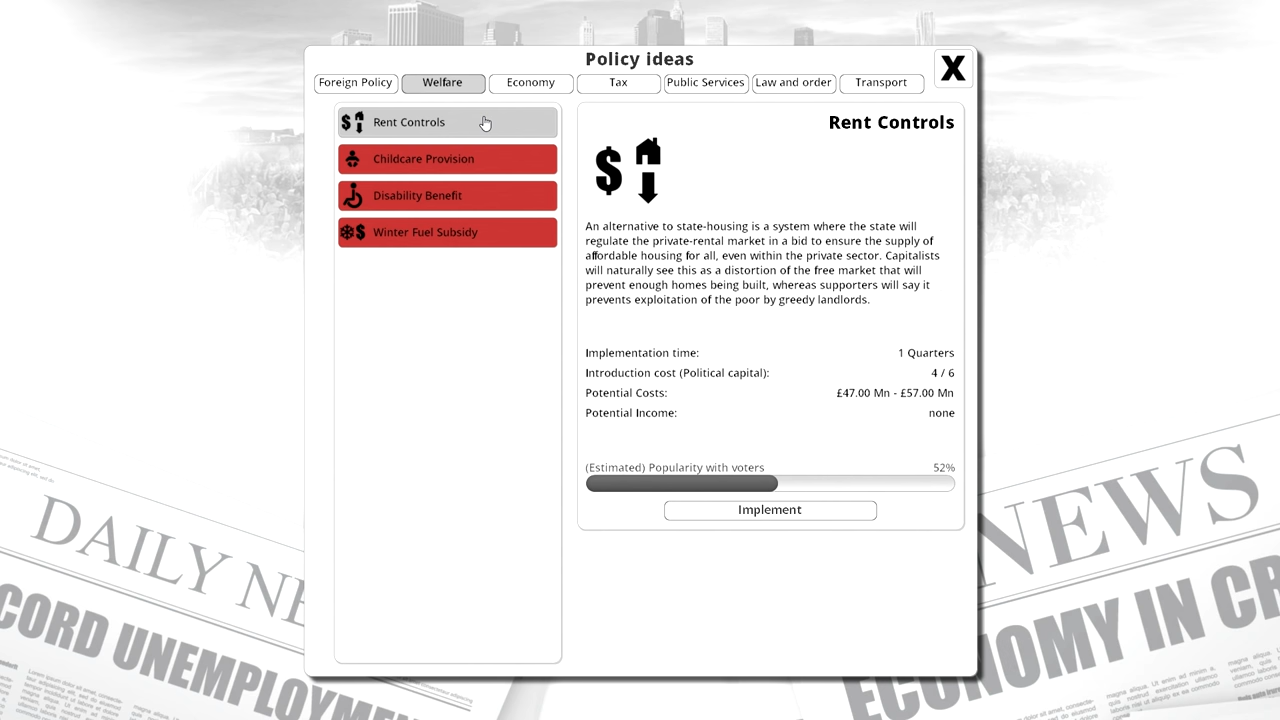 Policy ideas
X
Foreign Policy
Welfare
Economy
Tax
Public Services
Law and order
Transport
Rent Controls
Childcare Provision
Disability Benefit
Winter Fuel Subsidy
Rent Controls
An alternative to state-housing is a system where the state will
regulate the private-rental market in a bid to ensure the supply of
affordable housing for all, even within the private sector. Capitalists
will naturally see this as a distortion of the free market that will
prevent enough homes being built, whereas supporters will say it
prevents exploitation of the poor by greedy landlords.
Implementation time: 1 Quarters
Introduction cost (Political capital): 4 / 6
Potential Costs: £47.00 Mn - £57.00 Mn
Potential Income: none
(Estimated) Popularity with voters 52%
Implement
DAILY NE
CORD UNEMPLOYM
NEWS
ECONOMY IN CR